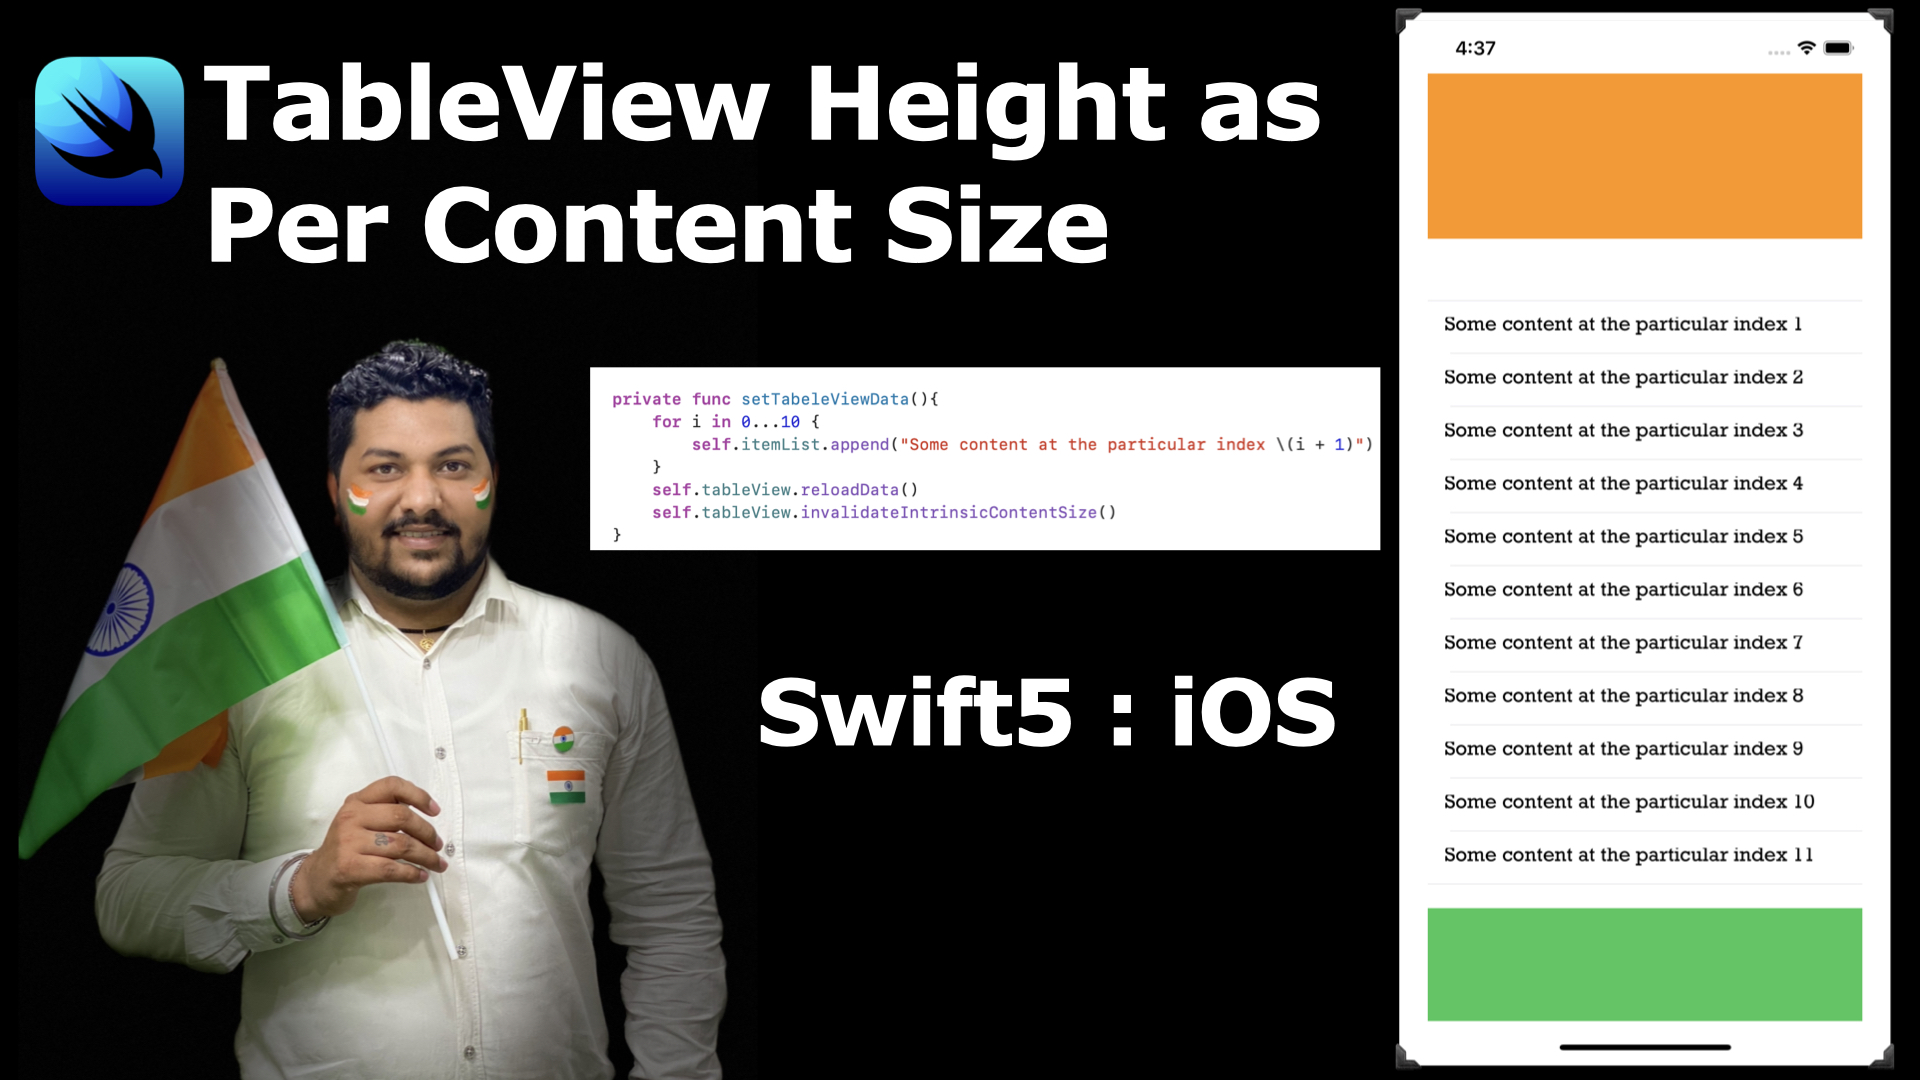 TableView Height as
Per Content Size
private func setTabeleViewData(){
for i in 0...10 {
self.itemList.append("Some content at the particular index \(i + 1)")
}
self.tableView.reloadData()
self.tableView.invalidateIntrinsicContentSize()
}
Swift5 : iOS
4:37
Some content at the particular index 1
Some content at the particular index 2
Some content at the particular index 3
Some content at the particular index 4
Some content at the particular index 5
Some content at the particular index 6
Some content at the particular index 7
Some content at the particular index 8
Some content at the particular index 9
Some content at the particular index 10
Some content at the particular index 11